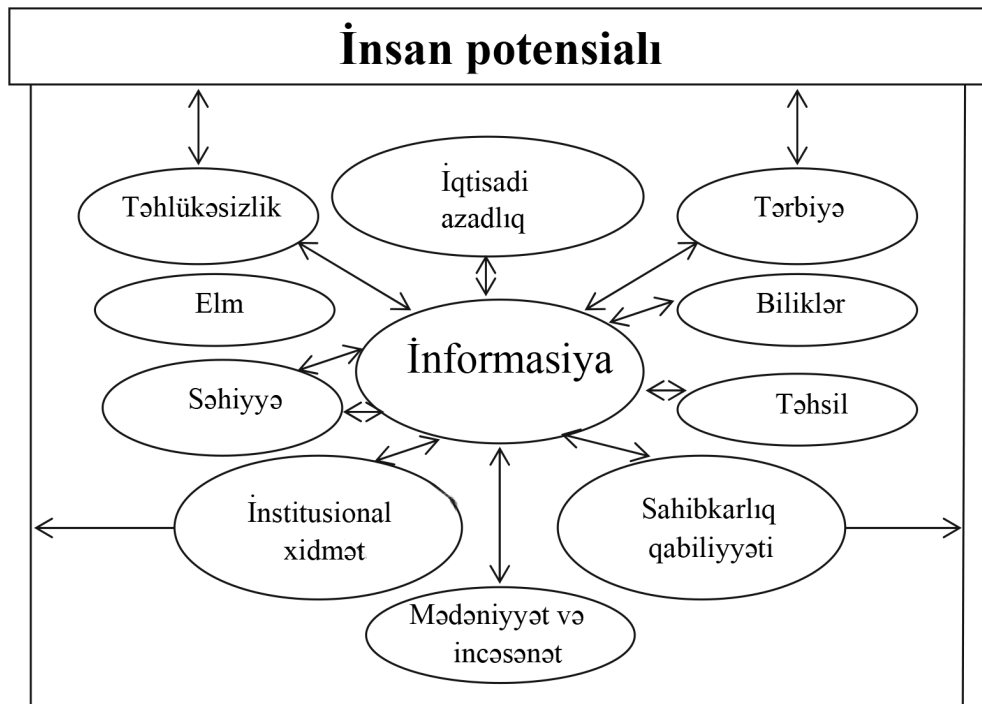 İnsan potensialı
Təhlükəsizlik
İqtisadi
azadlıq
Tərbiyə
Elm
Biliklər
İnformasiya
Səhiyyə
Təhsil
İnstitusional
xidmət
Sahibkarlıq
qabiliyyəti
Mədəniyyət və
incəsənət